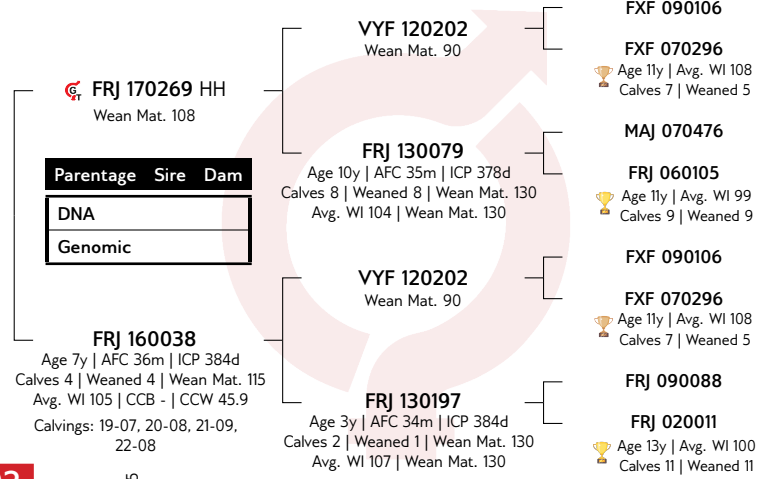 FRJ 170269 HH
Wean Mat. 108
Parentage Sire Dam
DNA
Genomic
FRJ 160038
Age 7y | AFC 36m | ICP 384d
Calves 4 | Weaned 4 | Wean Mat. 115
Avg. WI 105 | CCB - | CCW 45.9
Calvings: 19-07, 20-08, 21-09,
22-08
VYF 120202
Wean Mat. 90
FRJ 130079
Age 10y | AFC 35m | ICP 378d
Calves 8 | Weaned 8 | Wean Mat. 130
Avg. WI 104 | Wean Mat. 130
VYF 120202
Wean Mat. 90
FRJ 130197
Age 3y | AFC 34m | ICP 384d
Calves 2 | Weaned 1 | Wean Mat. 130
Avg. WI 107 | Wean Mat. 130
FXF 090106
FXF 070296
Age 11y | Avg. WI 108
Calves 7 | Weaned 5
MAJ 070476
FRJ 060105
Age 11y | Avg. WI 99
Calves 9 | Weaned 9
FXF 090106
FXF 070296
Age 11y | Avg. WI 108
Calves 7 | Weaned 5
FRJ 090088
FRJ 020011
Age 13y | Avg. WI 100
Calves 11 | Weaned 11